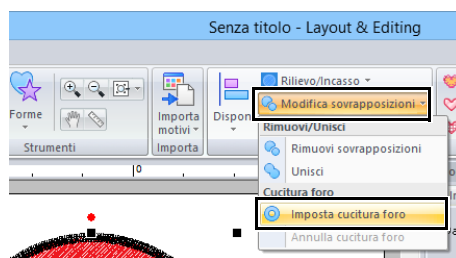 Senza titolo - Layout & Editing
Rilievo/Incasso
Forme
Importa motivi
Dispon
Modifica sovrapposizioni
Strumenti
Importa
Rimuovi/Unisci
Rimuovi sovrapposizioni
Unisci
0
Cucitura foro
Imposta cucitura foro
Annulla cucitura foro